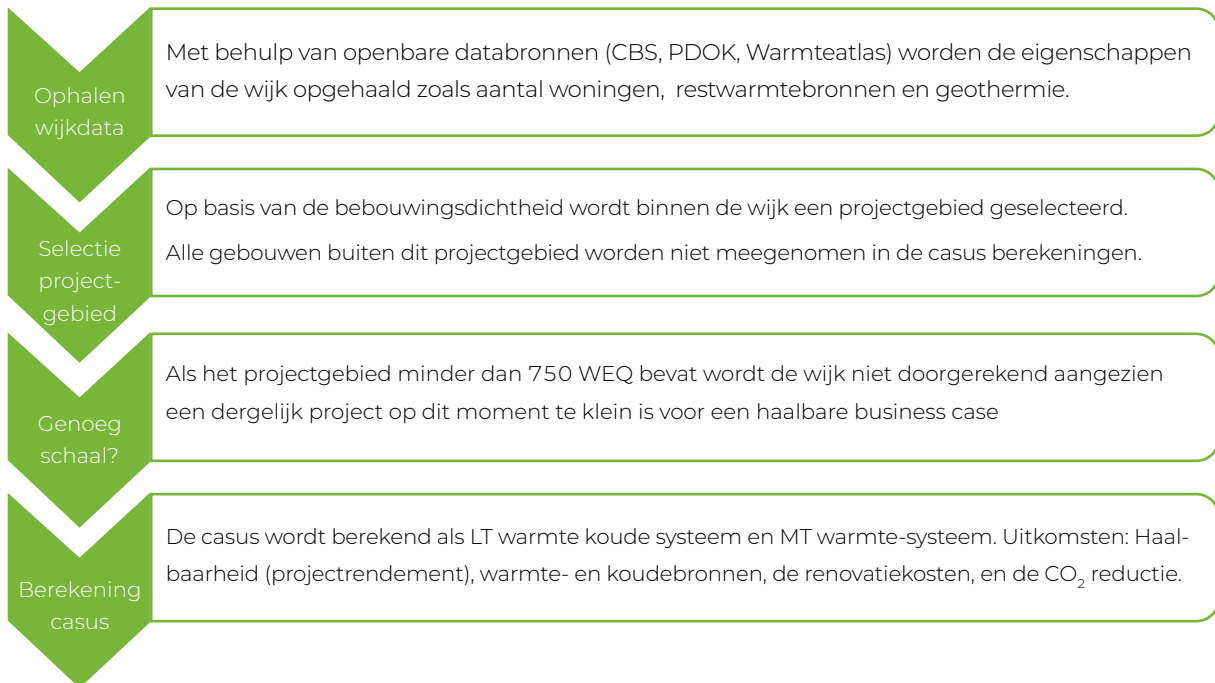 Ophalen
wijkdata
Met behulp van openbare databronnen (CBS, PDOK, Warmteatlas) worden de eigenschappen
van de wijk opgehaald zoals aantal woningen, restwarmtebronnen en geothermie.
Selectie
project-
gebied
Op basis van de bebouwingsdichtheid wordt binnen de wijk een projectgebied geselecteerd.
Alle gebouwen buiten dit projectgebied worden niet meegenomen in de casus berekeningen.
Genoeg
schaal?
Als het projectgebied minder dan 750 WEQ bevat wordt de wijk niet doorgerekend aangezien
een dergelijk project op dit moment te klein is voor een haalbare business case
Berekening
casus
De casus wordt berekend als LT warmte koude systeem en MT warmte-systeem. Uitkomsten: Haal-
baarheid (projectrendement), warmte- en koudebronnen, de renovatiekosten, en de CO₂ reductie.